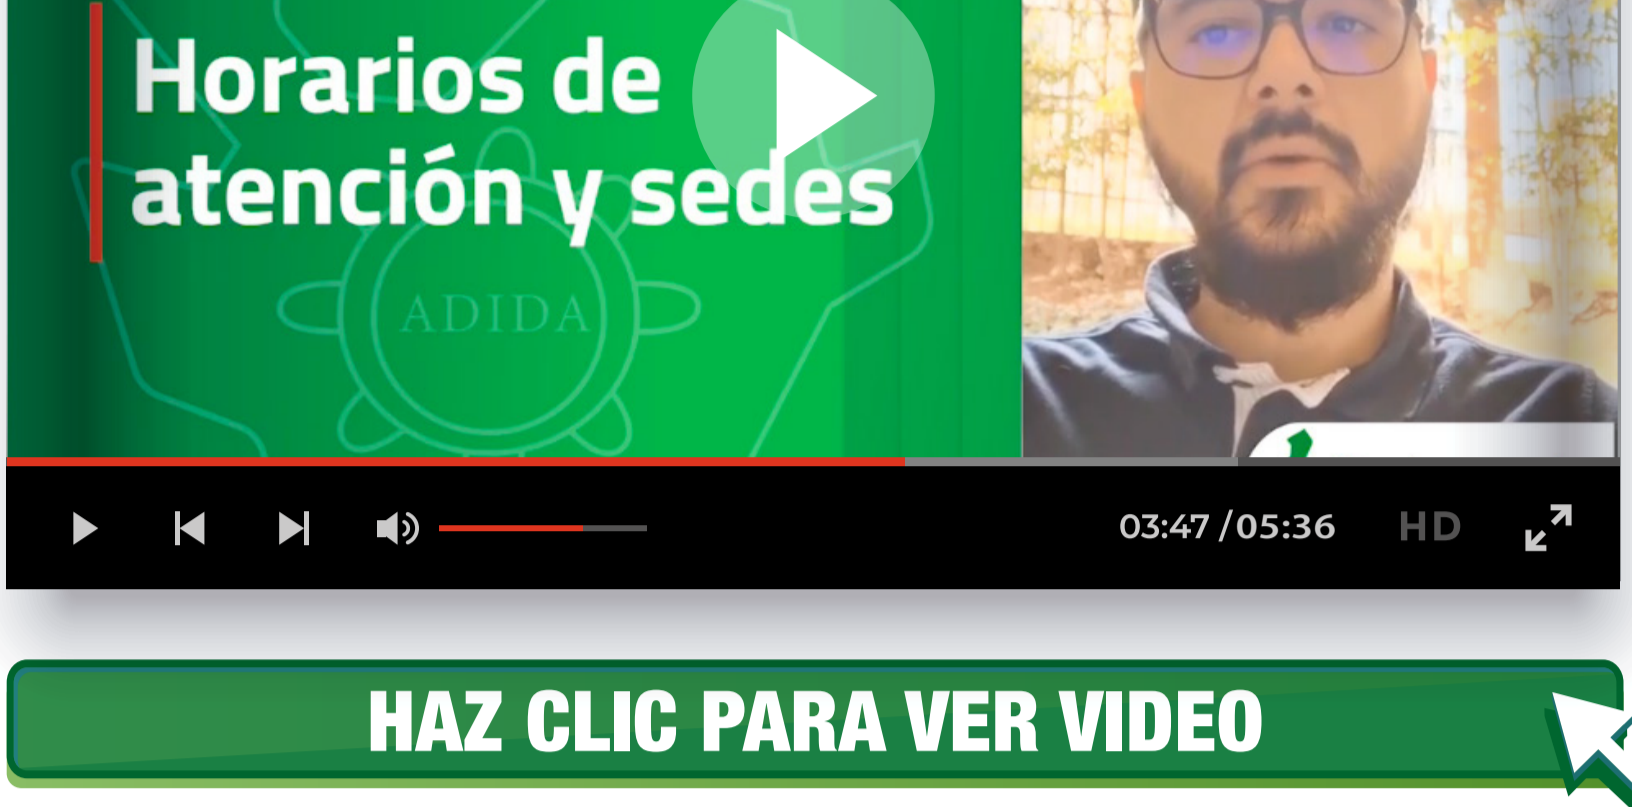 Horarios de
atención y sedes
ADIDA
03:47 / 05:36
HD
HAZ CLIC PARA VER VIDEO